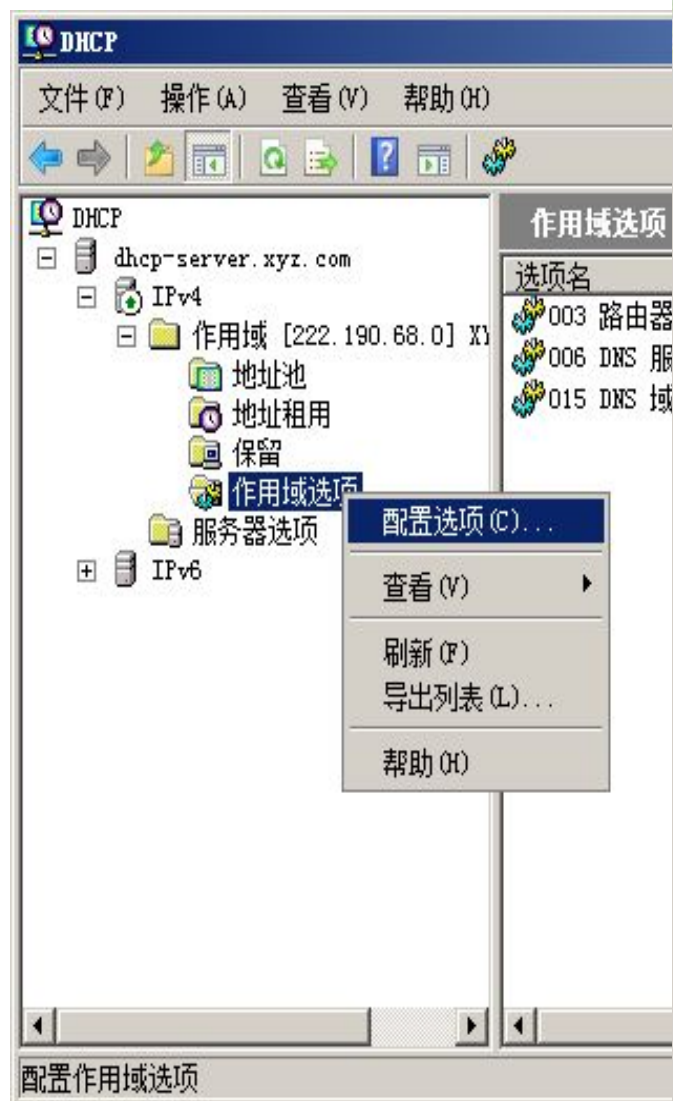 DHCP
文件(F) 操作(A) 查看(V) 帮助(H)
DHCP
dhcp-server.xyz.com
IPv4
作用域 [222.190.68.0] XY
地址池
地址租用
保留
作用域选项
服务器选项
IPv6
作用域选项
选项名
003 路由器
006 DNS 服
015 DNS 域
配置选项(C)...
查看(V)
刷新(F)
导出列表(L)...
帮助(H)
配置作用域选项